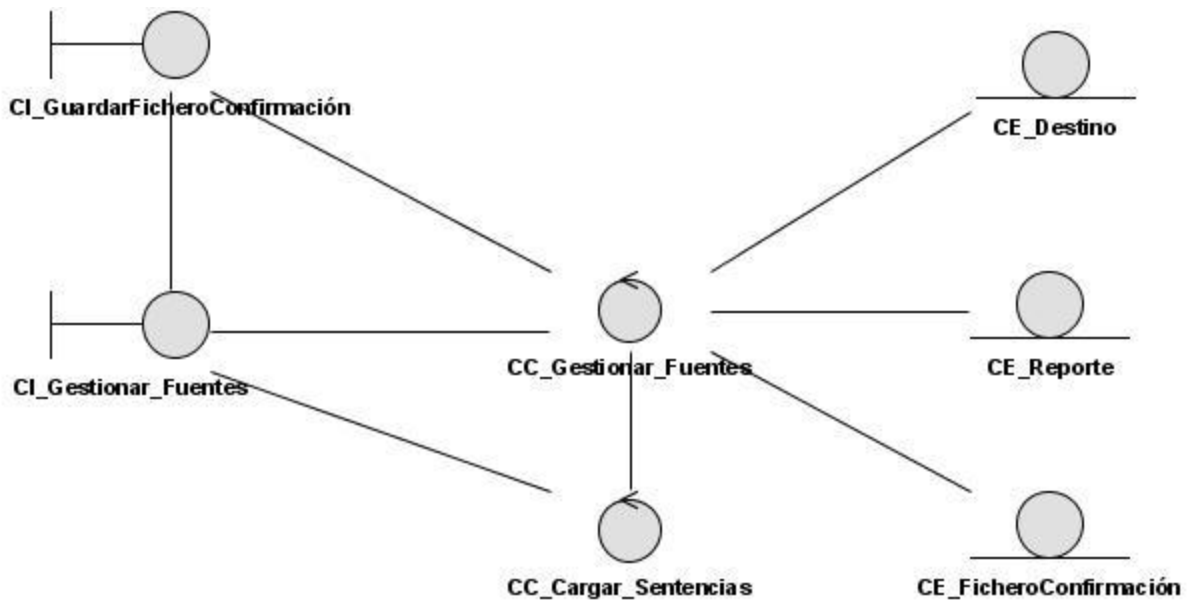 CI_GuardarFicheroConfirmación
CE_Destino
CI_Gestionar_Fuentes
CC_Gestionar_Fuentes
CE_Reporte
CC_Cargar_Sentencias
CE_FicheroConfirmación